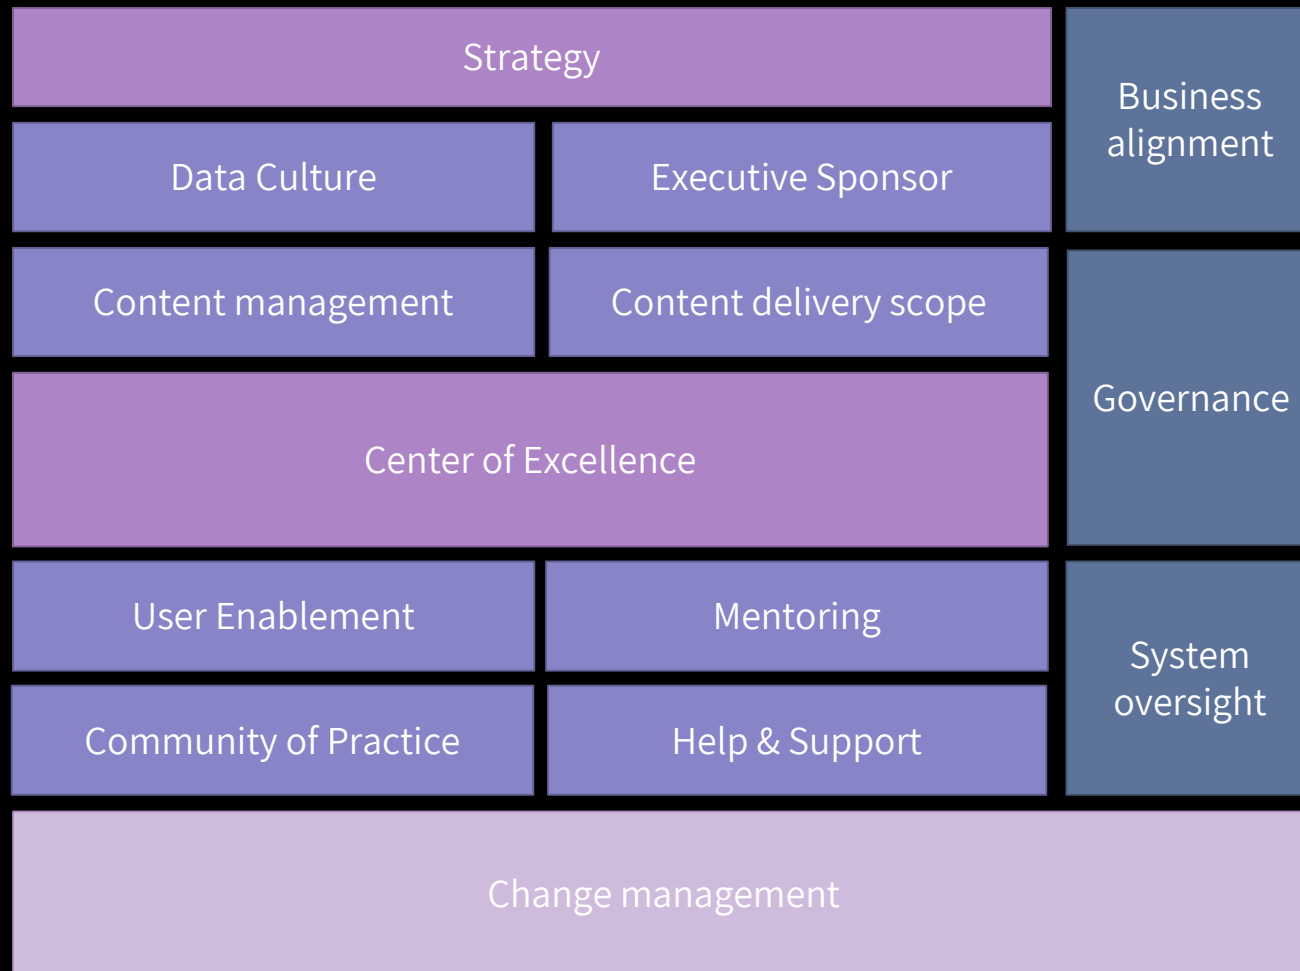 Strategy
Business
alignment
Data Culture
Executive Sponsor
Content management
Content delivery scope
Governance
Center of Excellence
User Enablement
Mentoring
System
oversight
Community of Practice
Help & Support
Change management